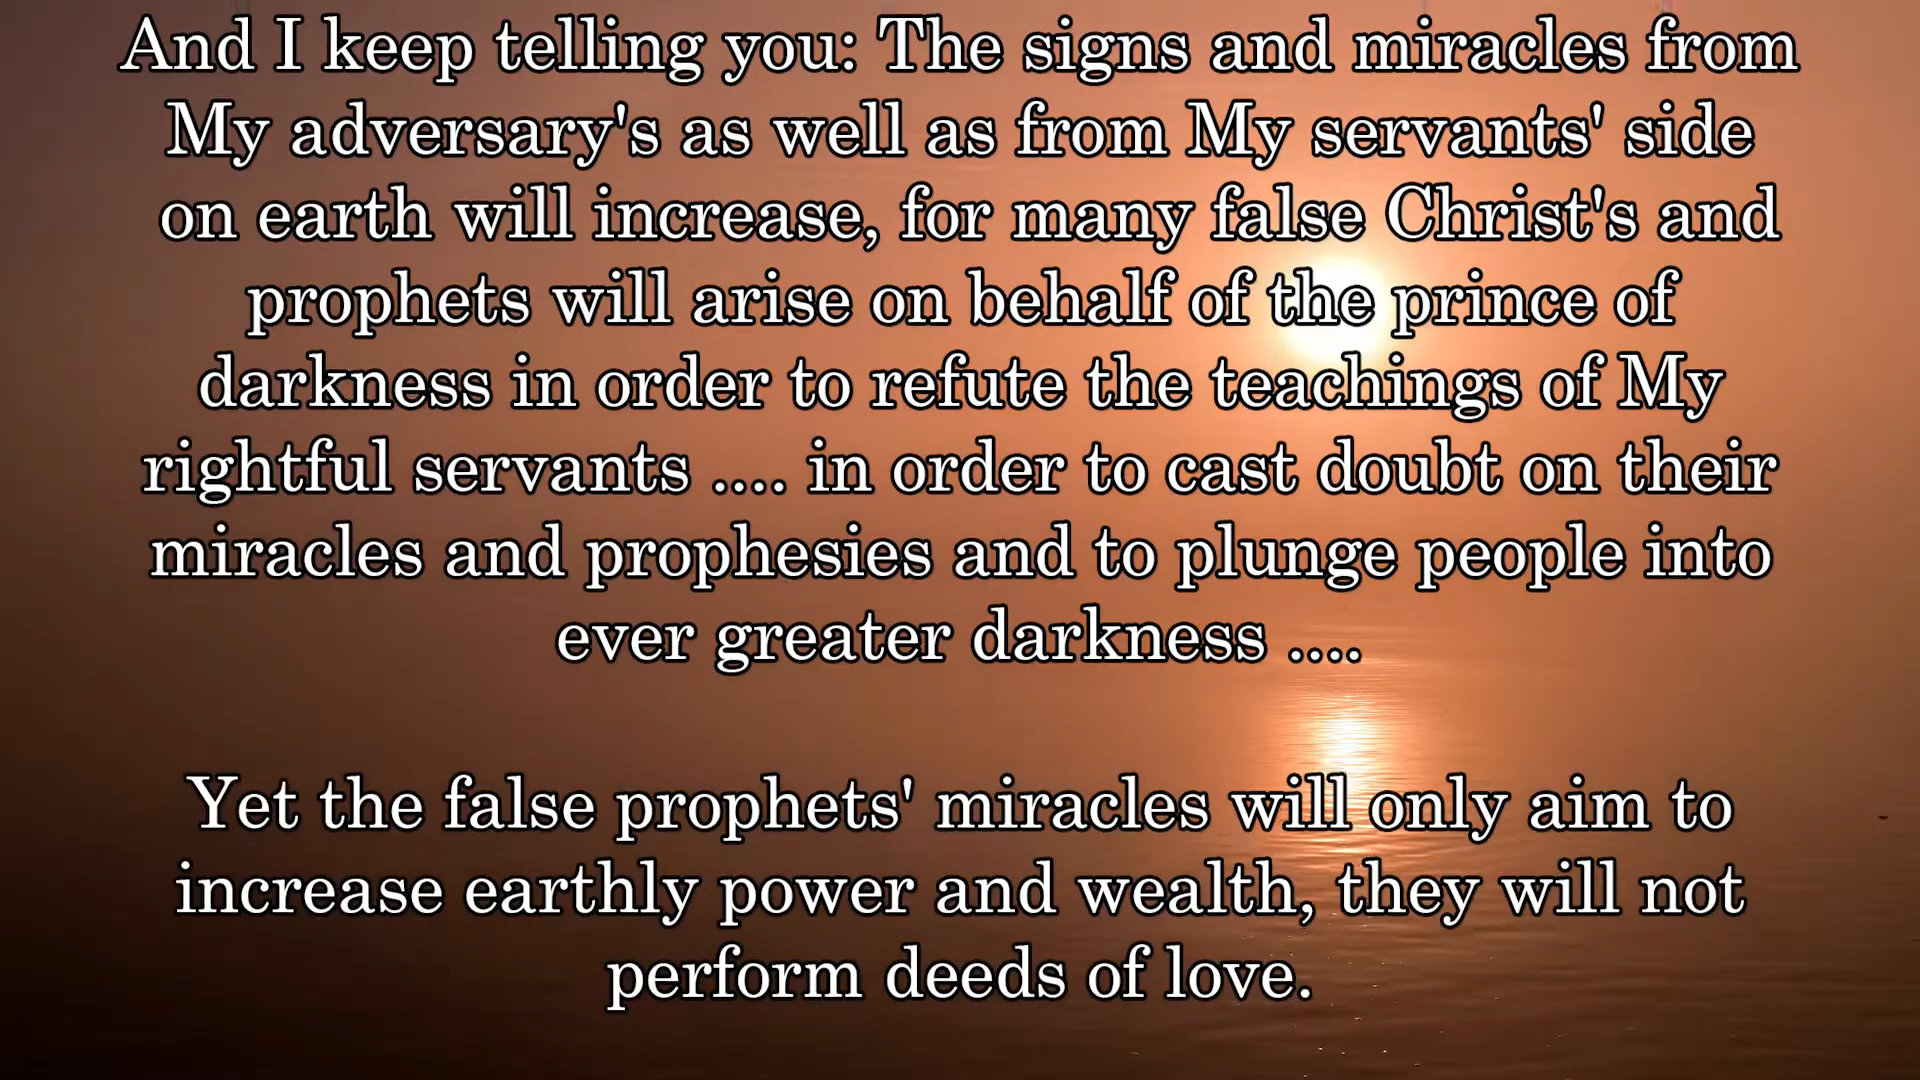 And I keep telling you: The signs and miracles from
My adversary's as well as from My servants' side
on earth will increase, for many false Christ's and
prophets will arise on behalf of the prince of
darkness in order to refute the teachings of My
rightful servants .... in order to cast doubt on their
miracles and prophesies and to plunge people into
ever greater darkness ....
Yet the false prophets' miracles will only aim to
increase earthly power and wealth, they will not
perform deeds of love.